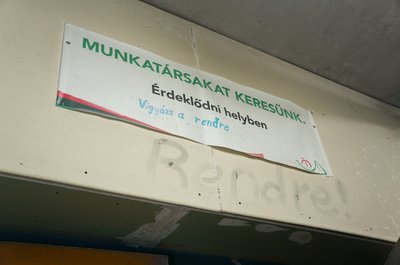 MUNKATÁRSAKAT KERESÜNK.
Érdeklődni helyben
Vigyázz a rendre
Rendre!